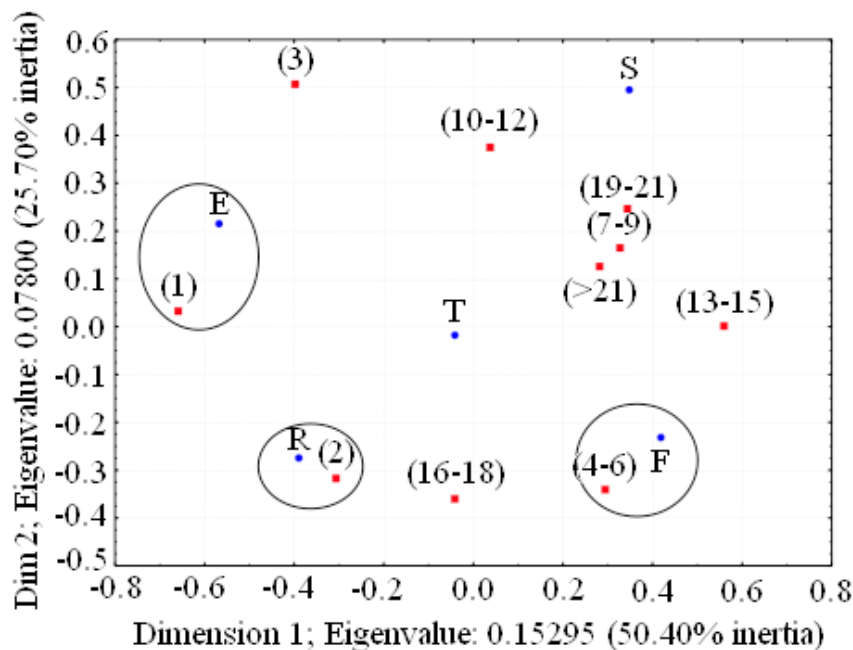 Dim 2; Eigenvalue: 0.07800 (25.70% inertia)
0.6
0.5
0.4
0.3
0.2
0.1
0.0
-0.1
-0.2
-0.3
-0.4
-0.5
(3)
S
(10-12)
(19-21)
E
(7-9)
(1)
(>21)
(13-15)
T
R
(2)
(16-18)
(4-6)
F
-0.8 -0.6 -0.4 -0.2 0.0 0.2 0.4 0.6 0.8
Dimension 1; Eigenvalue: 0.15295 (50.40% inertia)